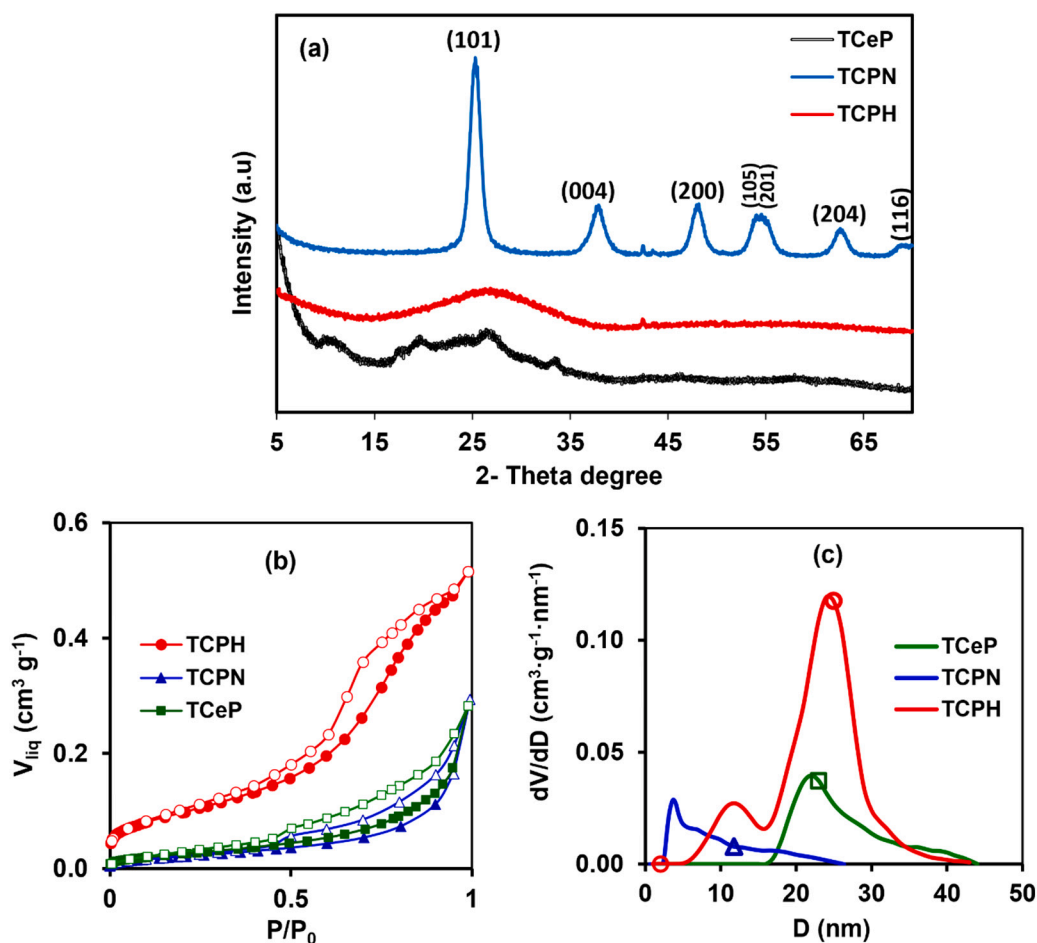 (a)
(101)
(004)
(200)
(105)
(201)
(204)
(116)
TCeP
TCPN
TCPH
Intensity (a.u)
5 15 25 35 45 55 65
2- Theta degree
(b)
0.6
0.4
0.2
0.0
V_liq (cm³ g⁻¹)
TCPH
TCPN
TCeP
0 0.5 1
P/P₀
(c)
0.15
0.10
0.05
0.00
dV/dD (cm³·g⁻¹·nm⁻¹)
TCeP
TCPN
TCPH
0 10 20 30 40 50
D (nm)